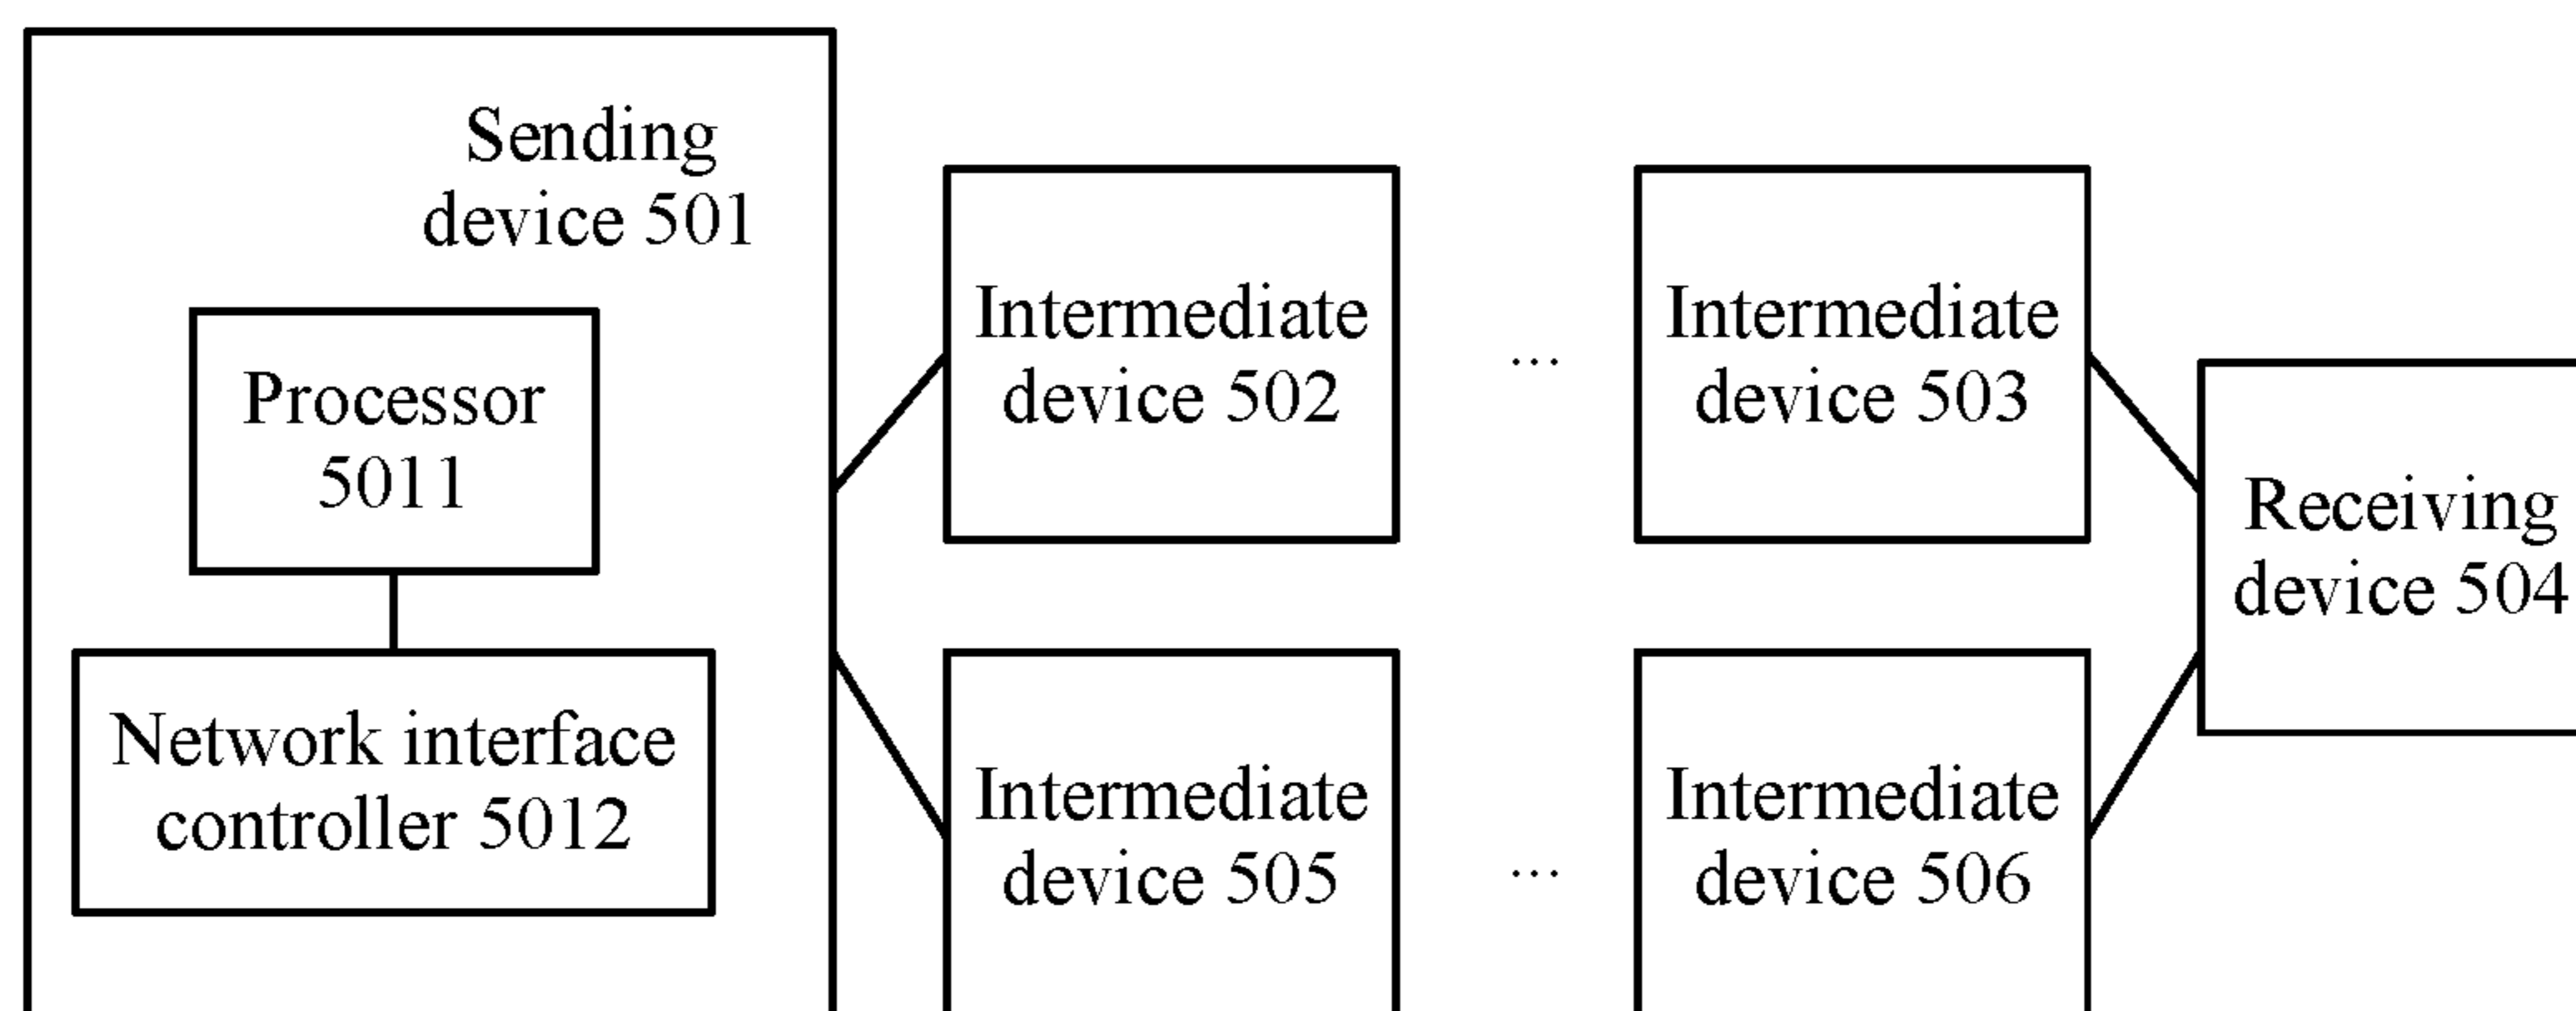 Sending
device 501
Processor
5011
Network interface
controller 5012
Intermediate
device 502
...
Intermediate
device 503
Intermediate
device 505
...
Intermediate
device 506
Receiving
device 504